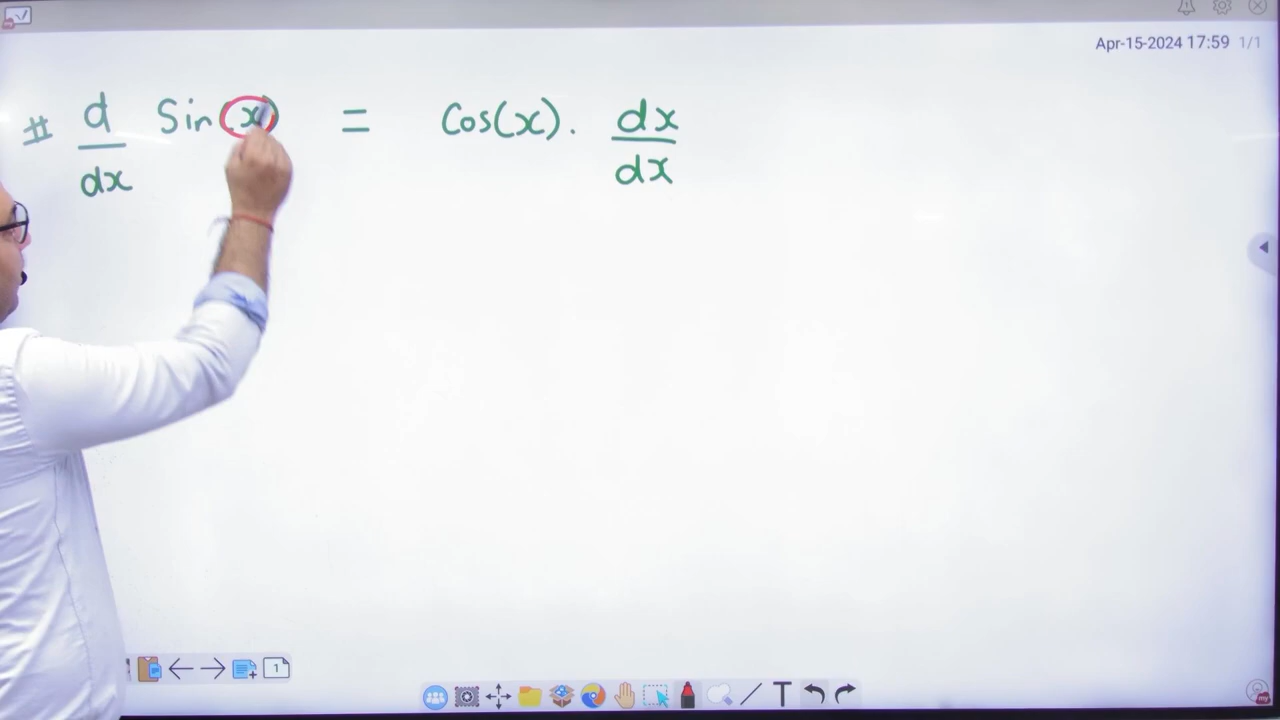 Apr-15-2024 17:59 1/1
# d/dx Sin(x) = Cos(x). dx/dx
1
T